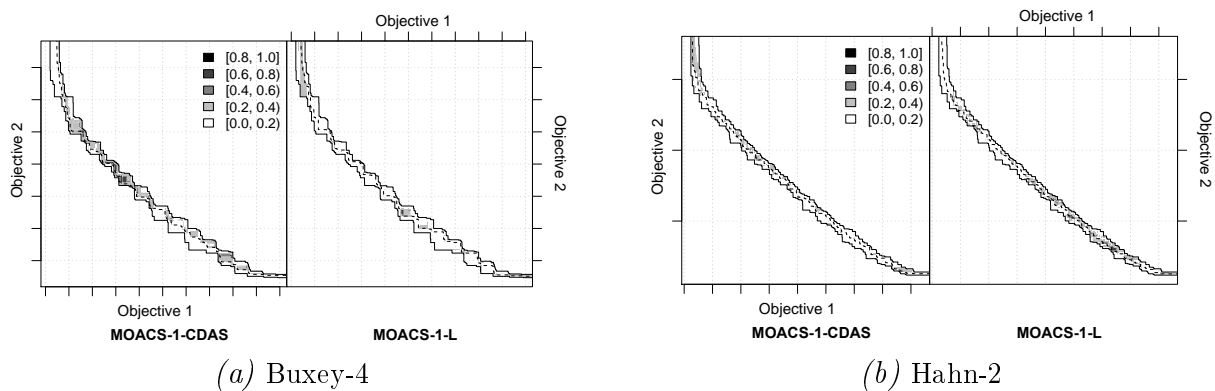 Objective 1
[0.8, 1.0]
[0.6, 0.8)
[0.4, 0.6)
[0.2, 0.4)
[0.0, 0.2)
Objective 2
Objective 2
Objective 1
MOACS-1-CDAS
MOACS-1-L
(a) Buxey-4
Objective 1
[0.8, 1.0]
[0.6, 0.8)
[0.4, 0.6)
[0.2, 0.4)
[0.0, 0.2)
Objective 2
Objective 2
Objective 1
MOACS-1-CDAS
MOACS-1-L
(b) Hahn-2